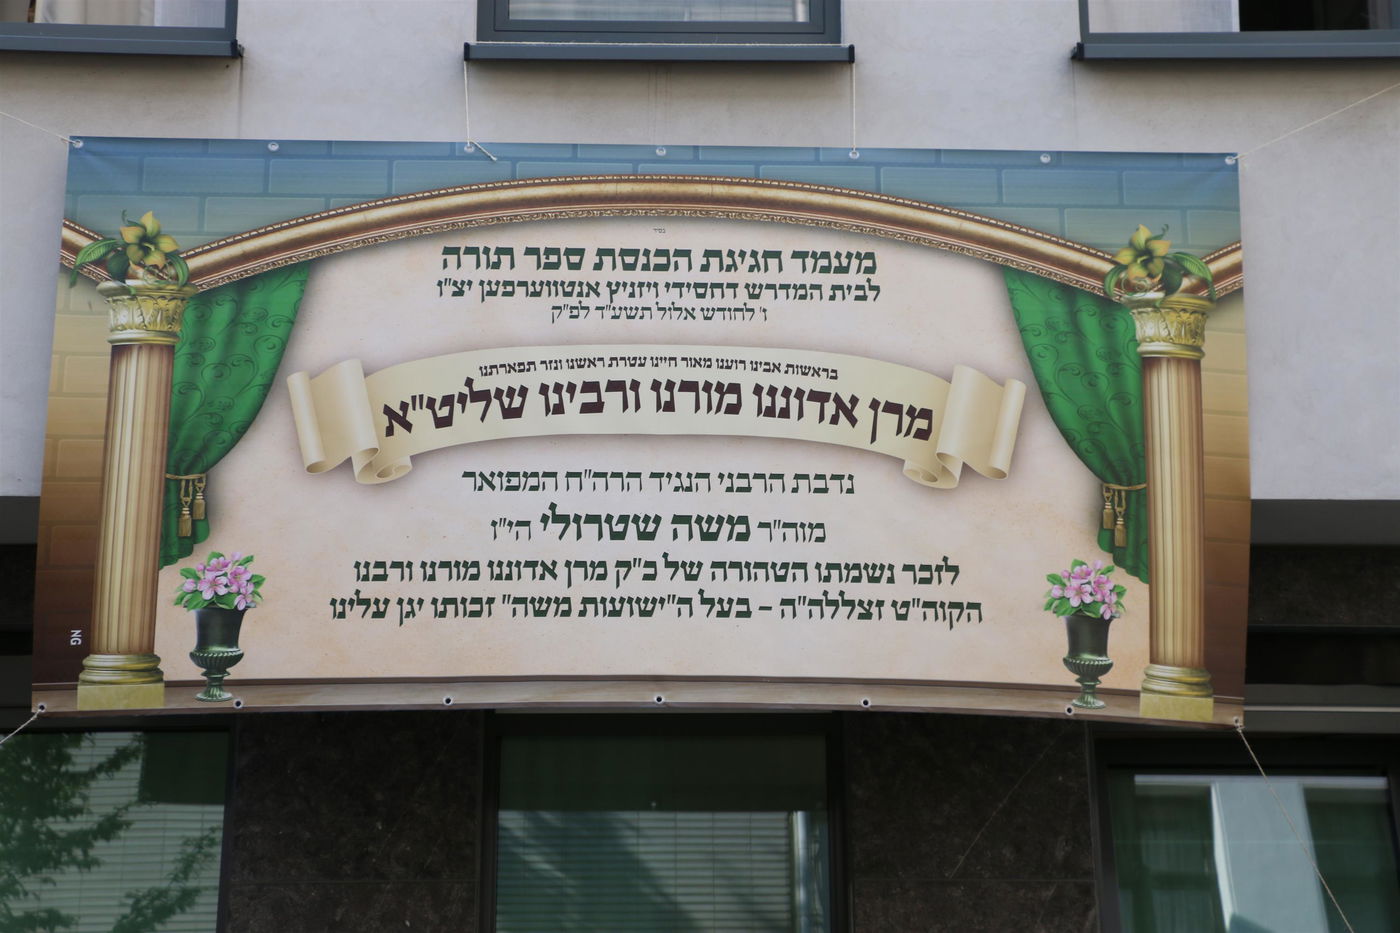 בסיד
מעמד חגיגת הכנסת ספר תורה
לבית המדרש דחסידי ויזניץ אנטווערפען יצ"ו
ז' לחודש אלול תשע"ד לפ"ק
בראשות אבינו רוענו מאור חיינו עטרת ראשנו ונזר תפארתנו
מרן אדוננו מורנו ורבינו שליט"א
נדבת הרבני הנגיד הרה"ח המפואר
מוה"ר משה שטרולי הי"ו
לזכר נשמתו הטהורה של כ"ק מרן אדוננו מורנו ורבנו
הקוה"ט זצללה"ה – בעל ה"ישועות משה" זכותו יגן עלינו
NG